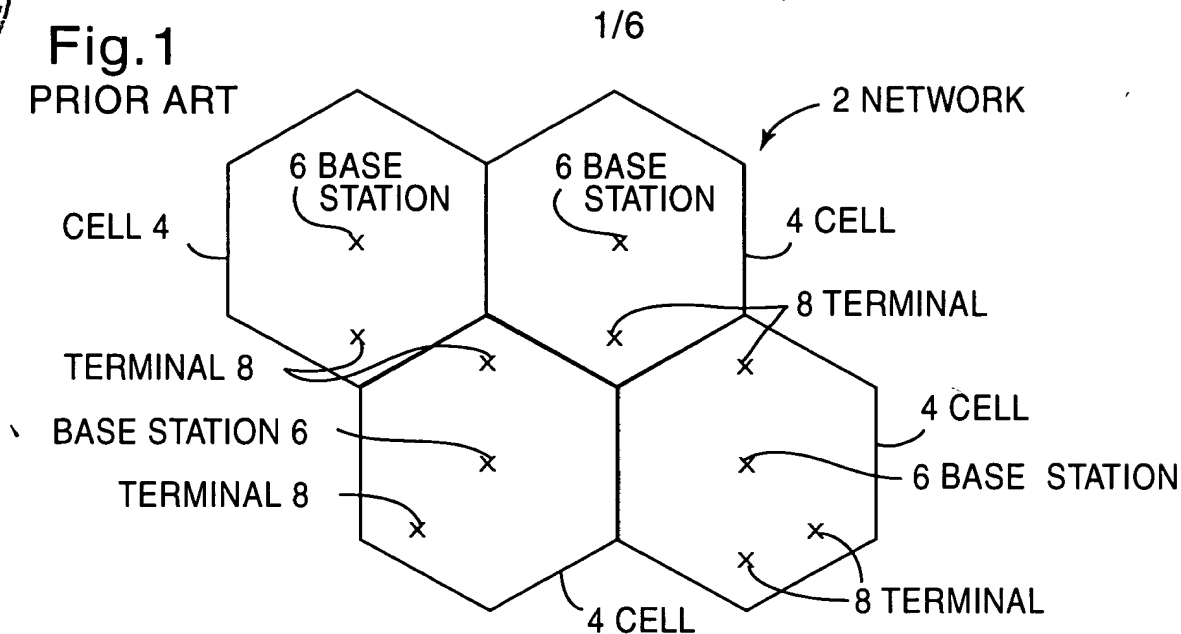 1/6
Fig.1
PRIOR ART
2 NETWORK
6 BASE
STATION
6 BASE
STATION
CELL 4
4 CELL
8 TERMINAL
TERMINAL 8
4 CELL
BASE STATION 6
6 BASE STATION
TERMINAL 8
8 TERMINAL
4 CELL